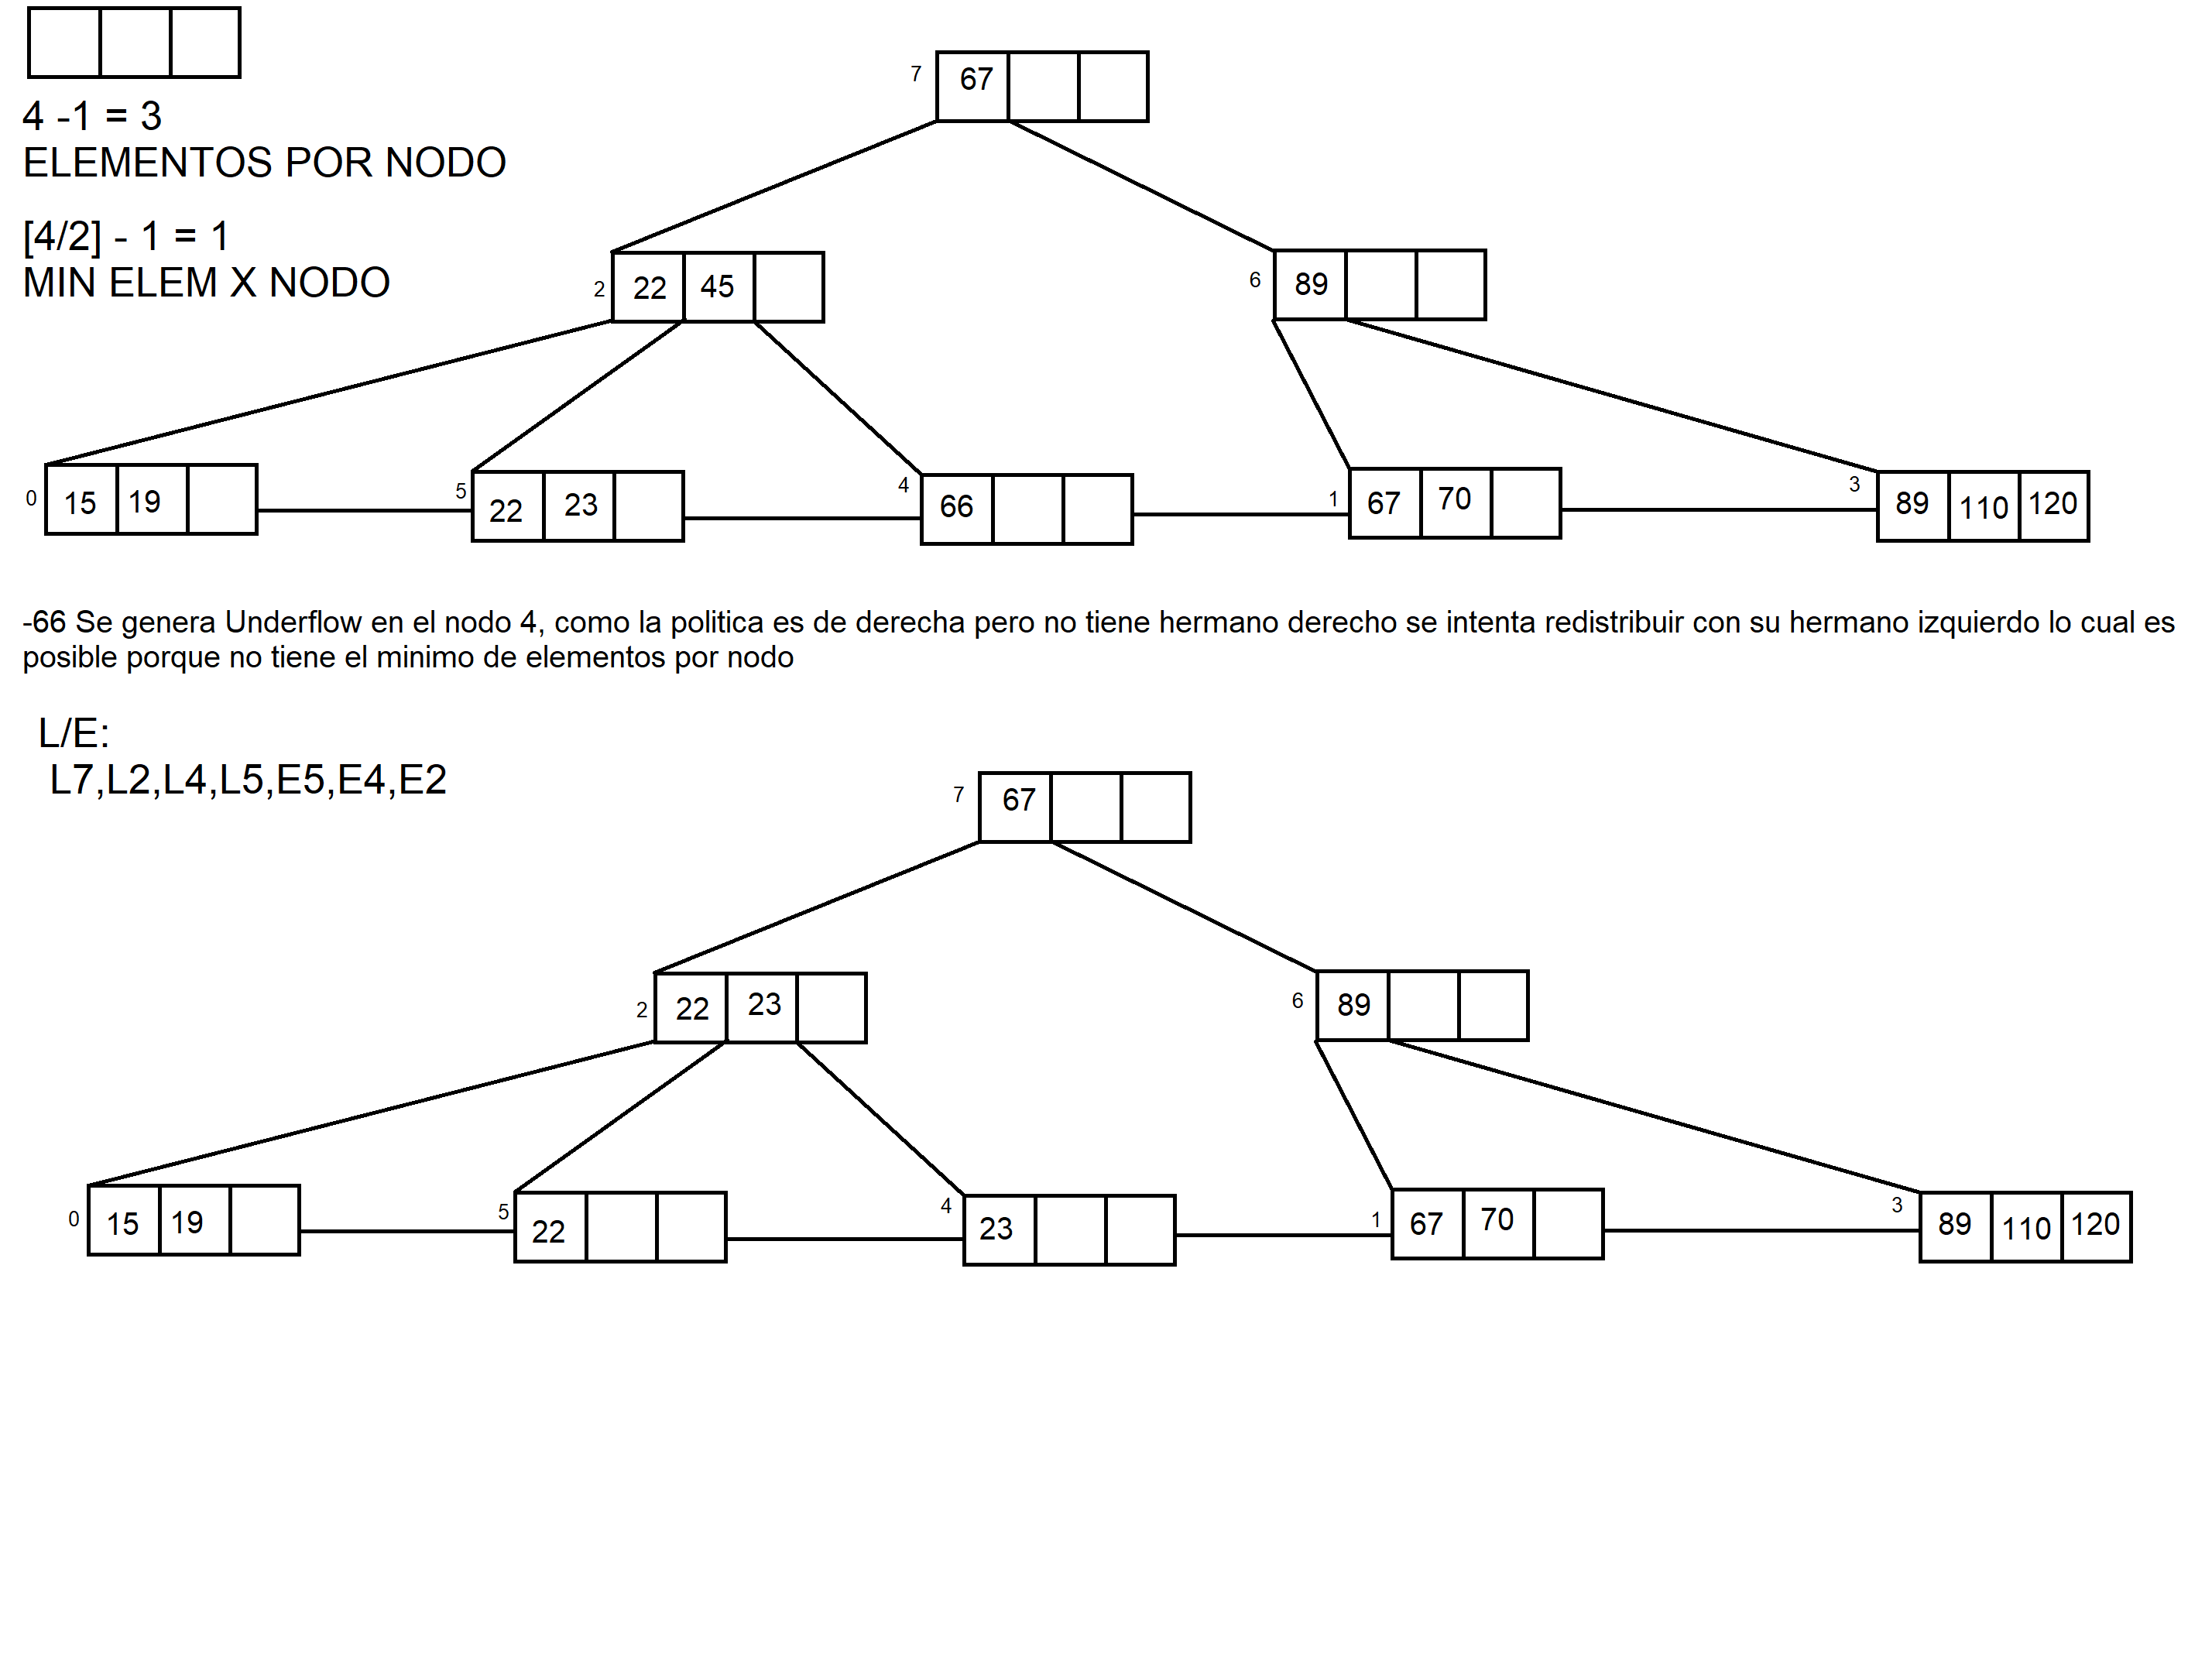 4 -1 = 3
ELEMENTOS POR NODO
[4/2] - 1 = 1
MIN ELEM X NODO
7 67
2 22 45
6 89
0 15 19
5 22 23
4 66
1 67 70
3 89 110 120
-66 Se genera Underflow en el nodo 4, como la politica es de derecha pero no tiene hermano derecho se intenta redistribuir con su hermano izquierdo lo cual es
posible porque no tiene el minimo de elementos por nodo
L/E:
L7,L2,L4,L5,E5,E4,E2
7 67
2 22 23
6 89
0 15 19
5 22
4 23
1 67 70
3 89 110 120